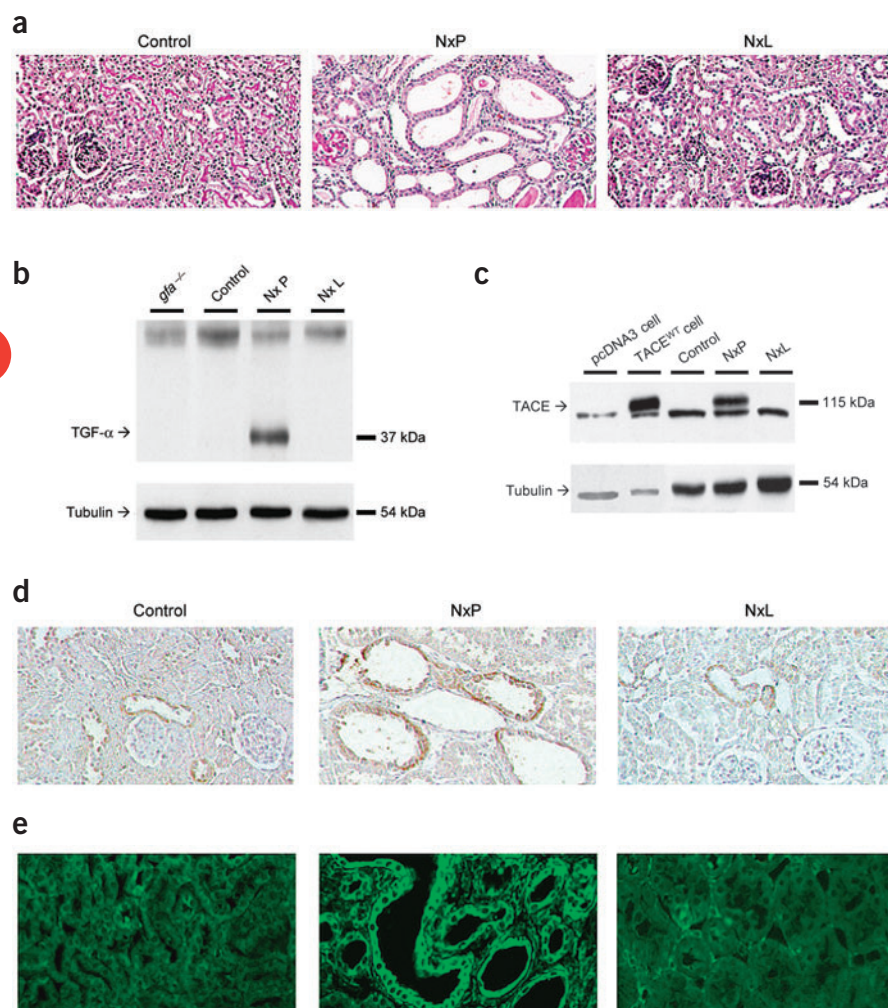 a
Control NxP NxL
b
gfa −/− Control Nx P Nx L
TGF-α → 37 kDa
Tubulin → 54 kDa
c
pcDNA3 cell TACEWT cell Control NxP NxL
TACE → 115 kDa
Tubulin → 54 kDa
d
Control NxP NxL
e